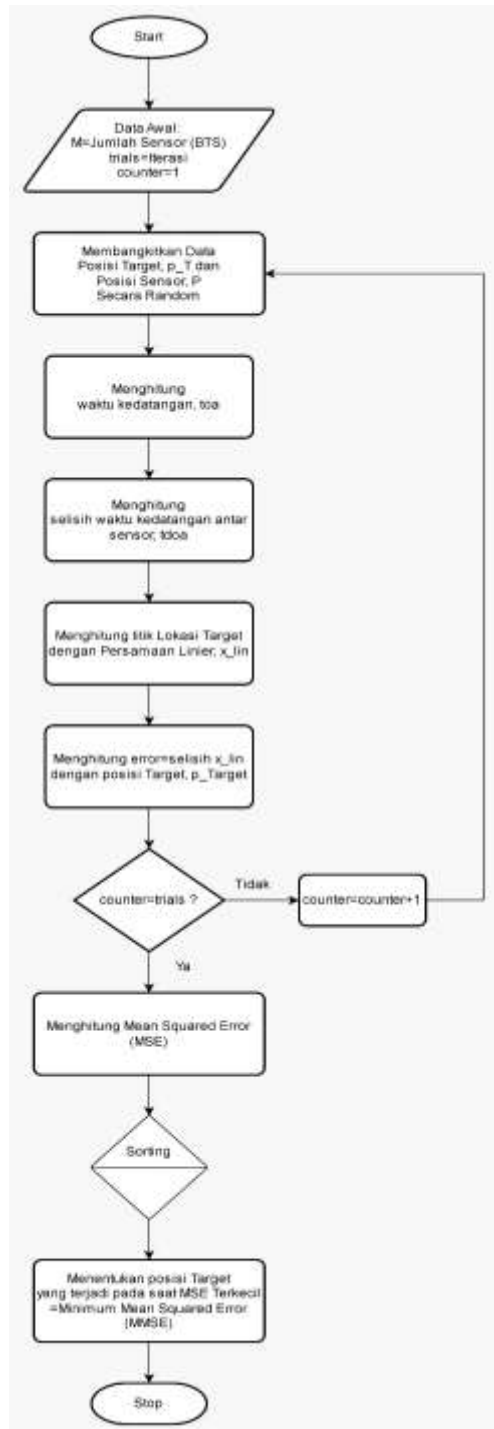 Start
Data Awal:
M=Jumlah Sensor (BTS)
trials=Iterasi
counter=1
Membangkitkan Data
Posisi Target, p_T dan
Posisi Sensor, P
Secara Random
Menghitung
waktu kedatangan, toa
Menghitung
selisih waktu kedatangan antar
sensor, tdoa
Menghitung titik Lokasi Target
dengan Persamaan Linier, x_lin
Menghitung error=selisih x_lin
dengan posisi Target, p_Target
counter=trials ?
Tidak
counter=counter+1
Ya
Menghitung Mean Squared Error
(MSE)
Sorting
Menentukan posisi Target
yang terjadi pada saat MSE Terkecil
=Minimum Mean Squared Error
(MMSE)
Stop